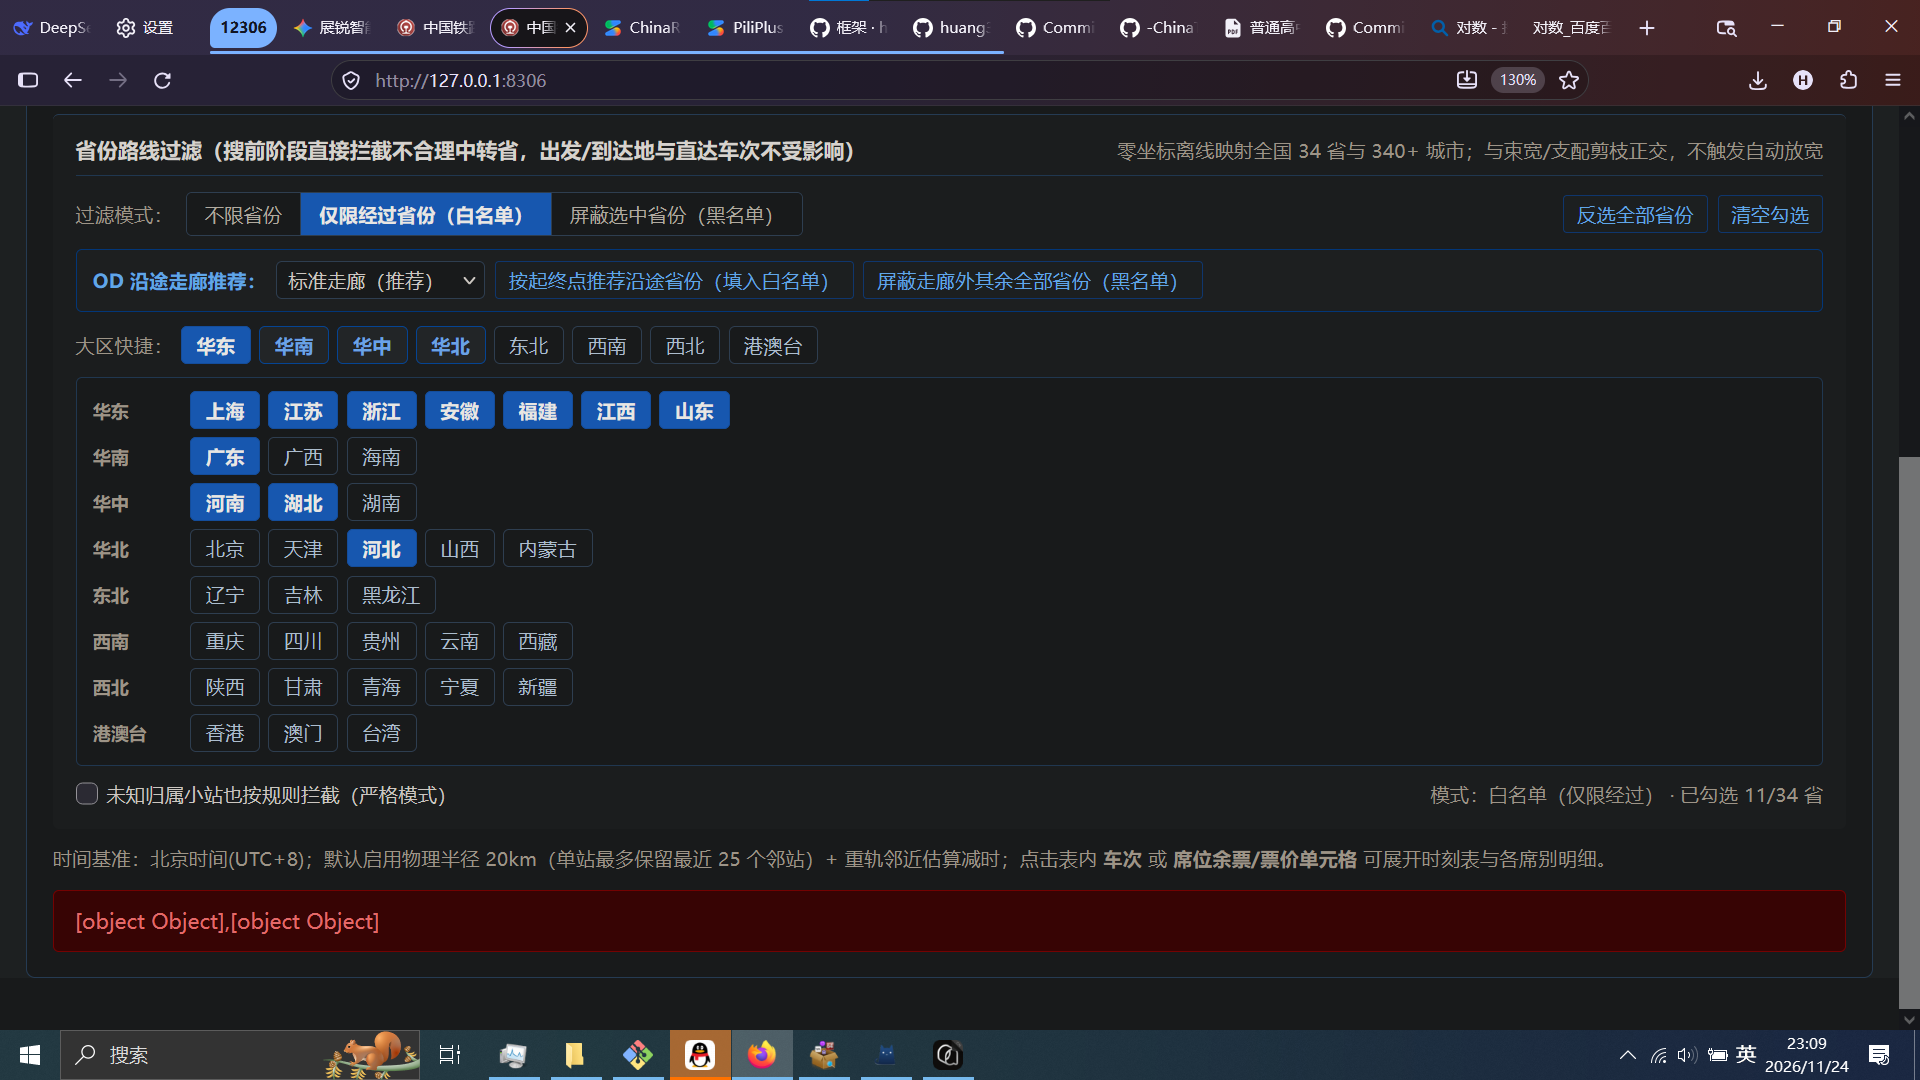 DeepSe
设置
12306
展锐智能
中国铁
中国
ChinaR
PiliPlus
框架 · h
huang
Commi
-China
普通高
Commi
对数 -
对数_百度百
http://127.0.0.1:8306
130%
H
省份路线过滤（搜前阶段直接拦截不合理中转省，出发/到达地与直达车次不受影响）
零坐标离线映射全国 34 省与 340+ 城市；与束宽/支配剪枝正交，不触发自动放宽
过滤模式：
不限省份
仅限经过省份（白名单）
屏蔽选中省份（黑名单）
反选全部省份
清空勾选
OD 沿途走廊推荐：
标准走廊（推荐）
按起终点推荐沿途省份（填入白名单）
屏蔽走廊外其余全部省份（黑名单）
大区快捷：
华东 华南 华中 华北 东北 西南 西北 港澳台
华东 上海 江苏 浙江 安徽 福建 江西 山东
华南 广东 广西 海南
华中 河南 湖北 湖南
华北 北京 天津 河北 山西 内蒙古
东北 辽宁 吉林 黑龙江
西南 重庆 四川 贵州 云南 西藏
西北 陕西 甘肃 青海 宁夏 新疆
港澳台 香港 澳门 台湾
未知归属小站也按规则拦截（严格模式）
模式：白名单（仅限经过） · 已勾选 11/34 省
时间基准：北京时间(UTC+8)；默认启用物理半径 20km（单站最多保留最近 25 个邻站）+ 重轨邻近估算减时；点击表内 车次 或 席位余票/票价单元格 可展开时刻表与各席别明细。
[object Object],[object Object]
搜索
英
23:09
2026/11/24